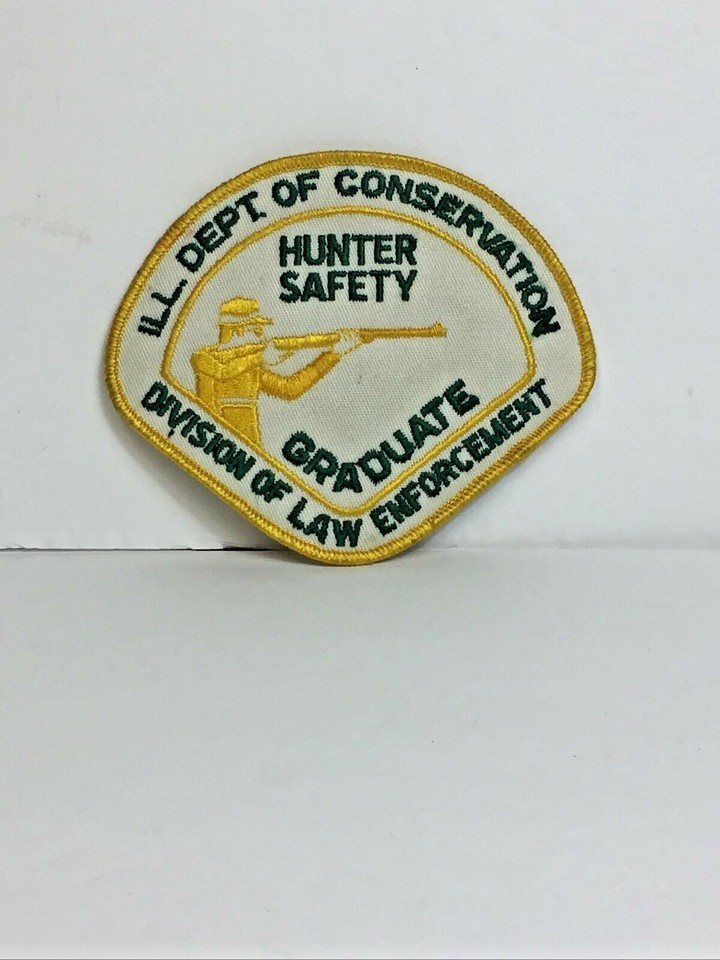 ILL. DEPT. OF CONSERVATION
HUNTER
SAFETY
GRADUATE
DIVISION OF LAW ENFORCEMENT